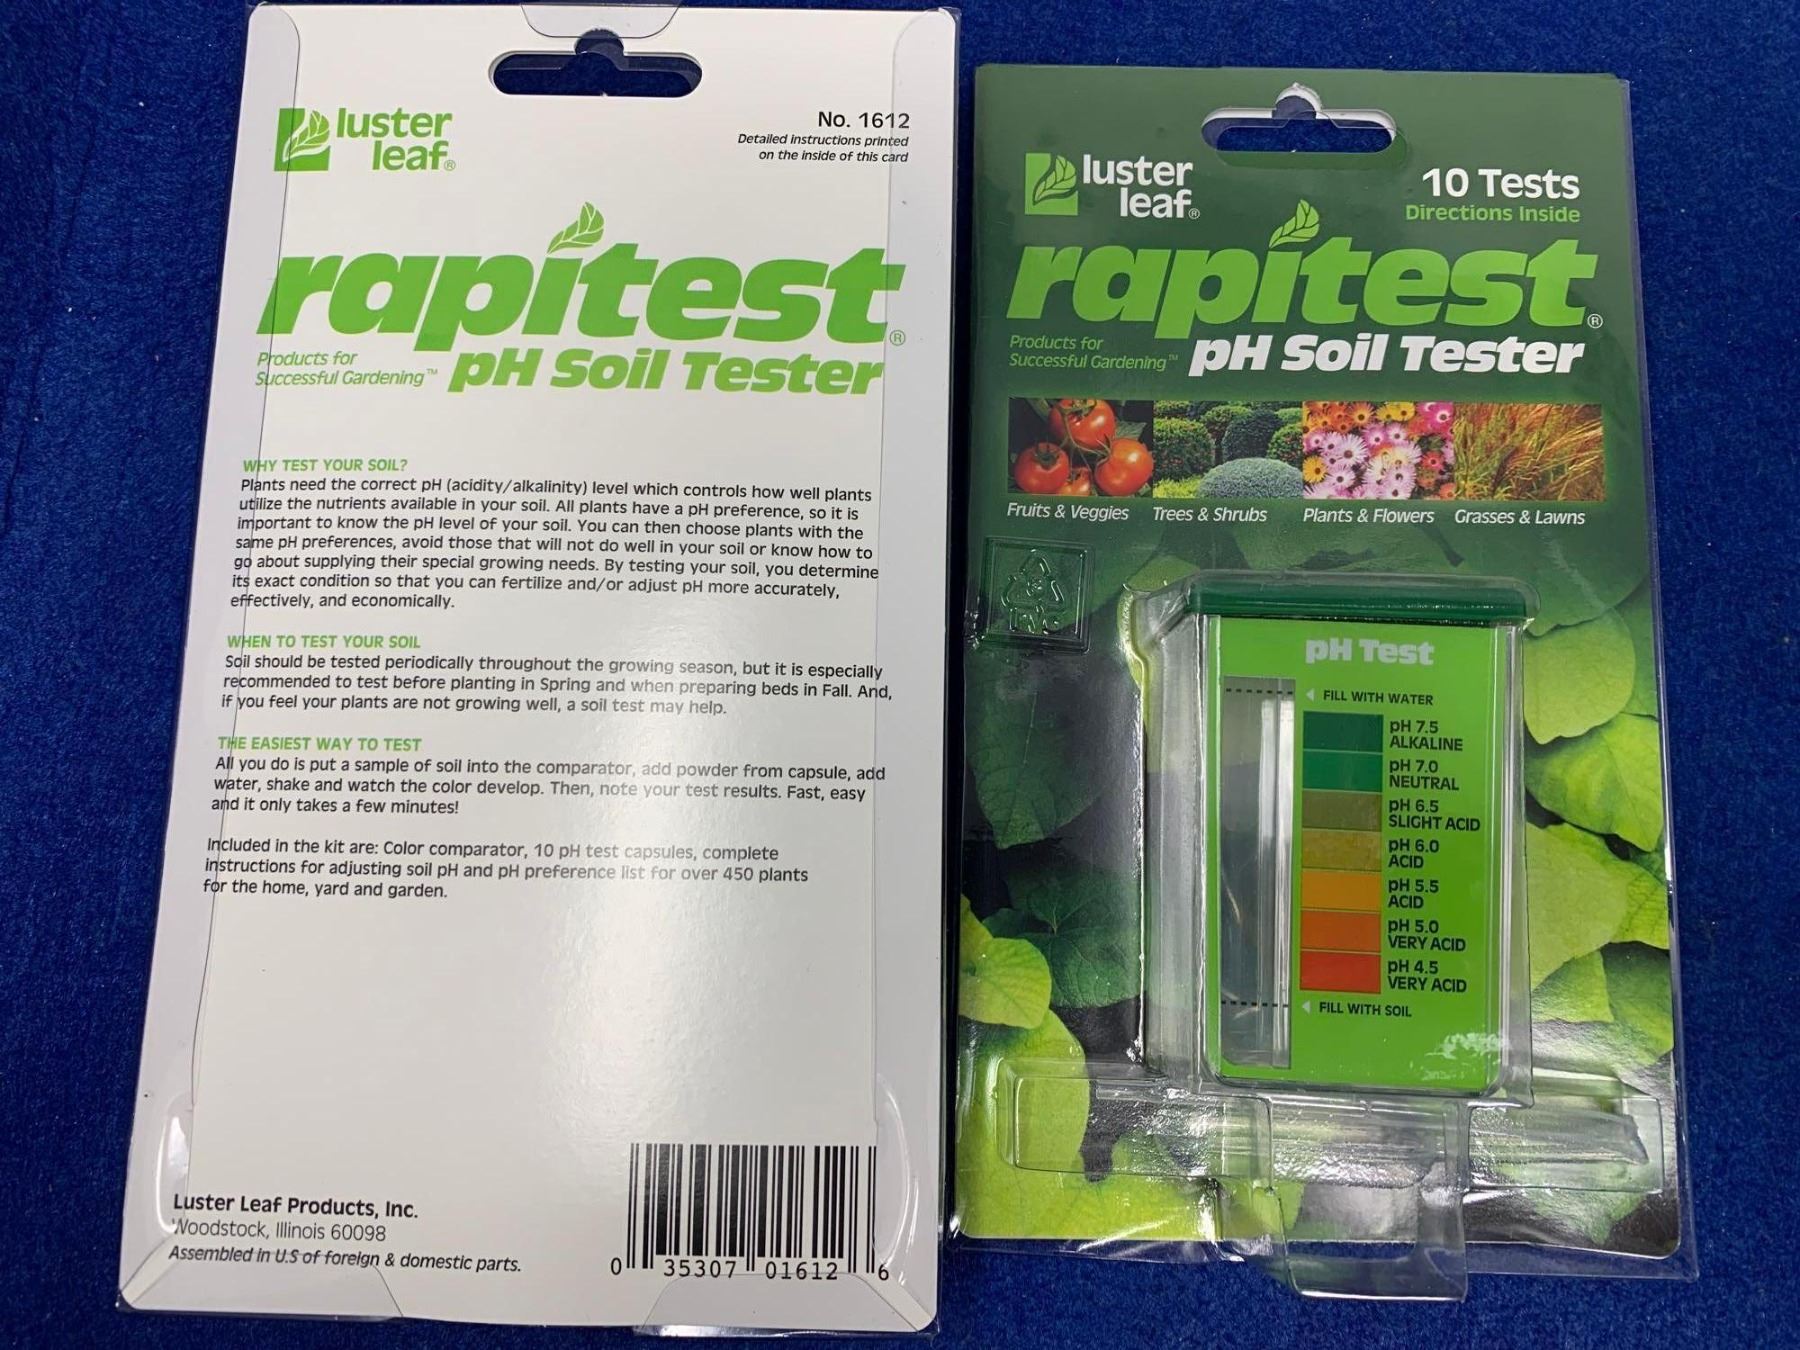 luster
leaf®
No. 1612
Detailed instructions printed
on the inside of this card
rapitest®
Products for
Successful Gardening™
pH Soil Tester
WHY TEST YOUR SOIL?
Plants need the correct pH (acidity/alkalinity) level which controls how well plants
utilize the nutrients available in your soil. All plants have a pH preference, so it is
important to know the pH level of your soil. You can then choose plants with the
same pH preferences, avoid those that will not do well in your soil or know how to
go about supplying their special growing needs. By testing your soil, you determine
its exact condition so that you can fertilize and/or adjust pH more accurately,
effectively, and economically.
WHEN TO TEST YOUR SOIL
Soil should be tested periodically throughout the growing season, but it is especially
recommended to test before planting in Spring and when preparing beds in Fall. And,
if you feel your plants are not growing well, a soil test may help.
THE EASIEST WAY TO TEST
All you do is put a sample of soil into the comparator, add powder from capsule, add
water, shake and watch the color develop. Then, note your test results. Fast, easy
and it only takes a few minutes!
Included in the kit are: Color comparator, 10 pH test capsules, complete
instructions for adjusting soil pH and pH preference list for over 450 plants
for the home, yard and garden.
Luster Leaf Products, Inc.
Woodstock, Illinois 60098
Assembled in U.S of foreign & domestic parts.
0 35307 01612 6
luster
leaf®
10 Tests
Directions Inside
rapitest®
Products for
Successful Gardening™
pH Soil Tester
Fruits & Veggies Trees & Shrubs Plants & Flowers Grasses & Lawns
pH Test
FILL WITH WATER
pH 7.5
ALKALINE
pH 7.0
NEUTRAL
pH 6.5
SLIGHT ACID
pH 6.0
ACID
pH 5.5
ACID
pH 5.0
VERY ACID
pH 4.5
VERY ACID
FILL WITH SOIL